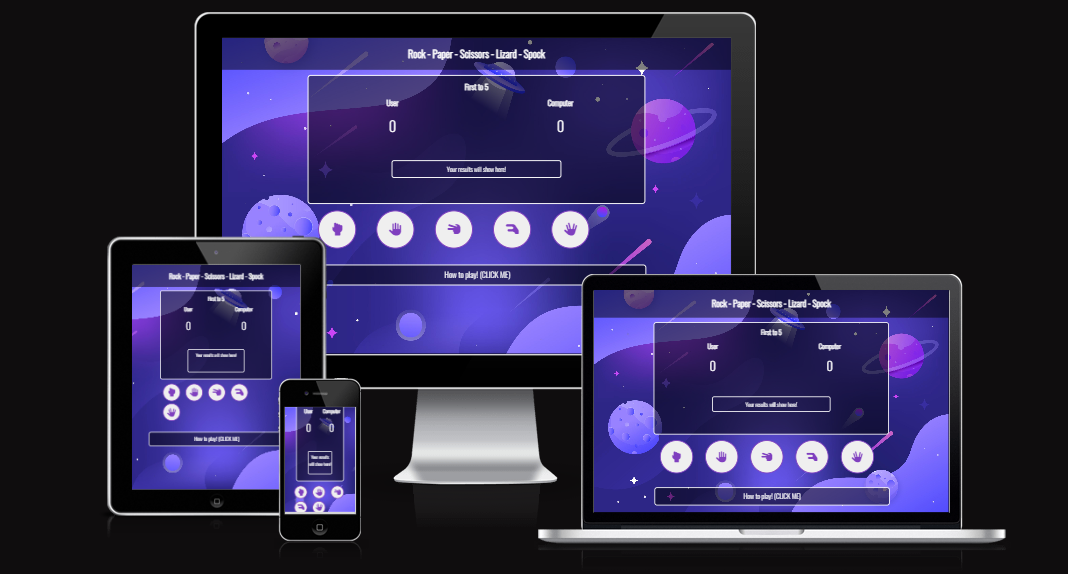 Rock - Paper - Scissors - Lizard - Spock
First to 5
User
Computer
0
0
Your results will show here!
How to play! (CLICK ME)
Rock - Paper - Scissors - Lizard - Spock
First to 5
User
Computer
0
0
Your results will show here!
How to play! (CLICK ME)
User
Computer
0
0
Your results
will show here!
Rock - Paper - Scissors - Lizard - Spock
First to 5
User
Computer
0
0
Your results will show here!
How to play! (CLICK ME)